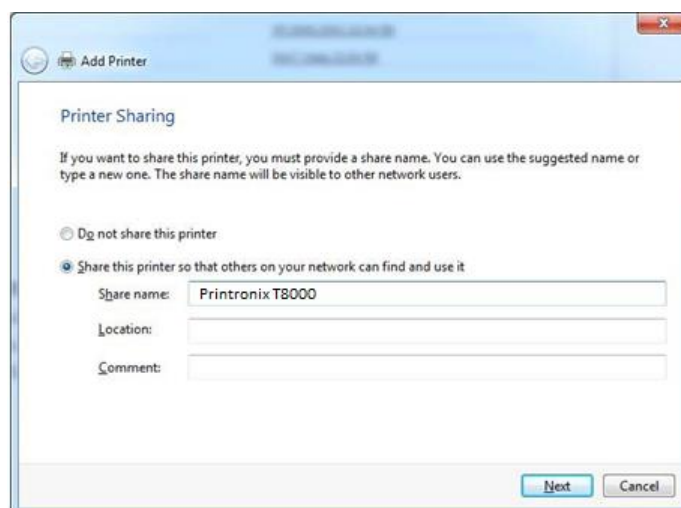 Add Printer
Printer Sharing
If you want to share this printer, you must provide a share name. You can use the suggested name or
type a new one. The share name will be visible to other network users.
Do not share this printer
Share this printer so that others on your network can find and use it
Share name: Printronix T8000
Location:
Comment:
Next Cancel